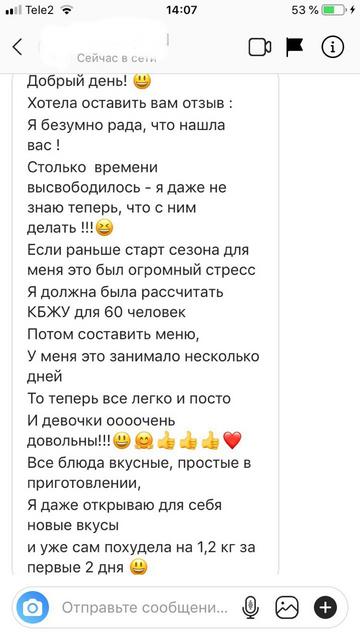 Tele2 14:07 53 %
Сейчас в сети
Добрый день! 😃
Хотела оставить вам отзыв :
Я безумно рада, что нашла
вас !
Столько времени
высвободилось - я даже не
знаю теперь, что с ним
делать !!!😆
Если раньше старт сезона для
меня это был огромный стресс
Я должна была рассчитать
КБЖУ для 60 человек
Потом составить меню,
У меня это занимало несколько
дней
То теперь все легко и посто
И девочки оооочень
довольны!!!😃🤗👍👍👍❤️
Все блюда вкусные, простые в
приготовлении,
Я даже открываю для себя
новые вкусы
и уже сам похудела на 1,2 кг за
первые 2 дня 😃
Отправьте сообщени...